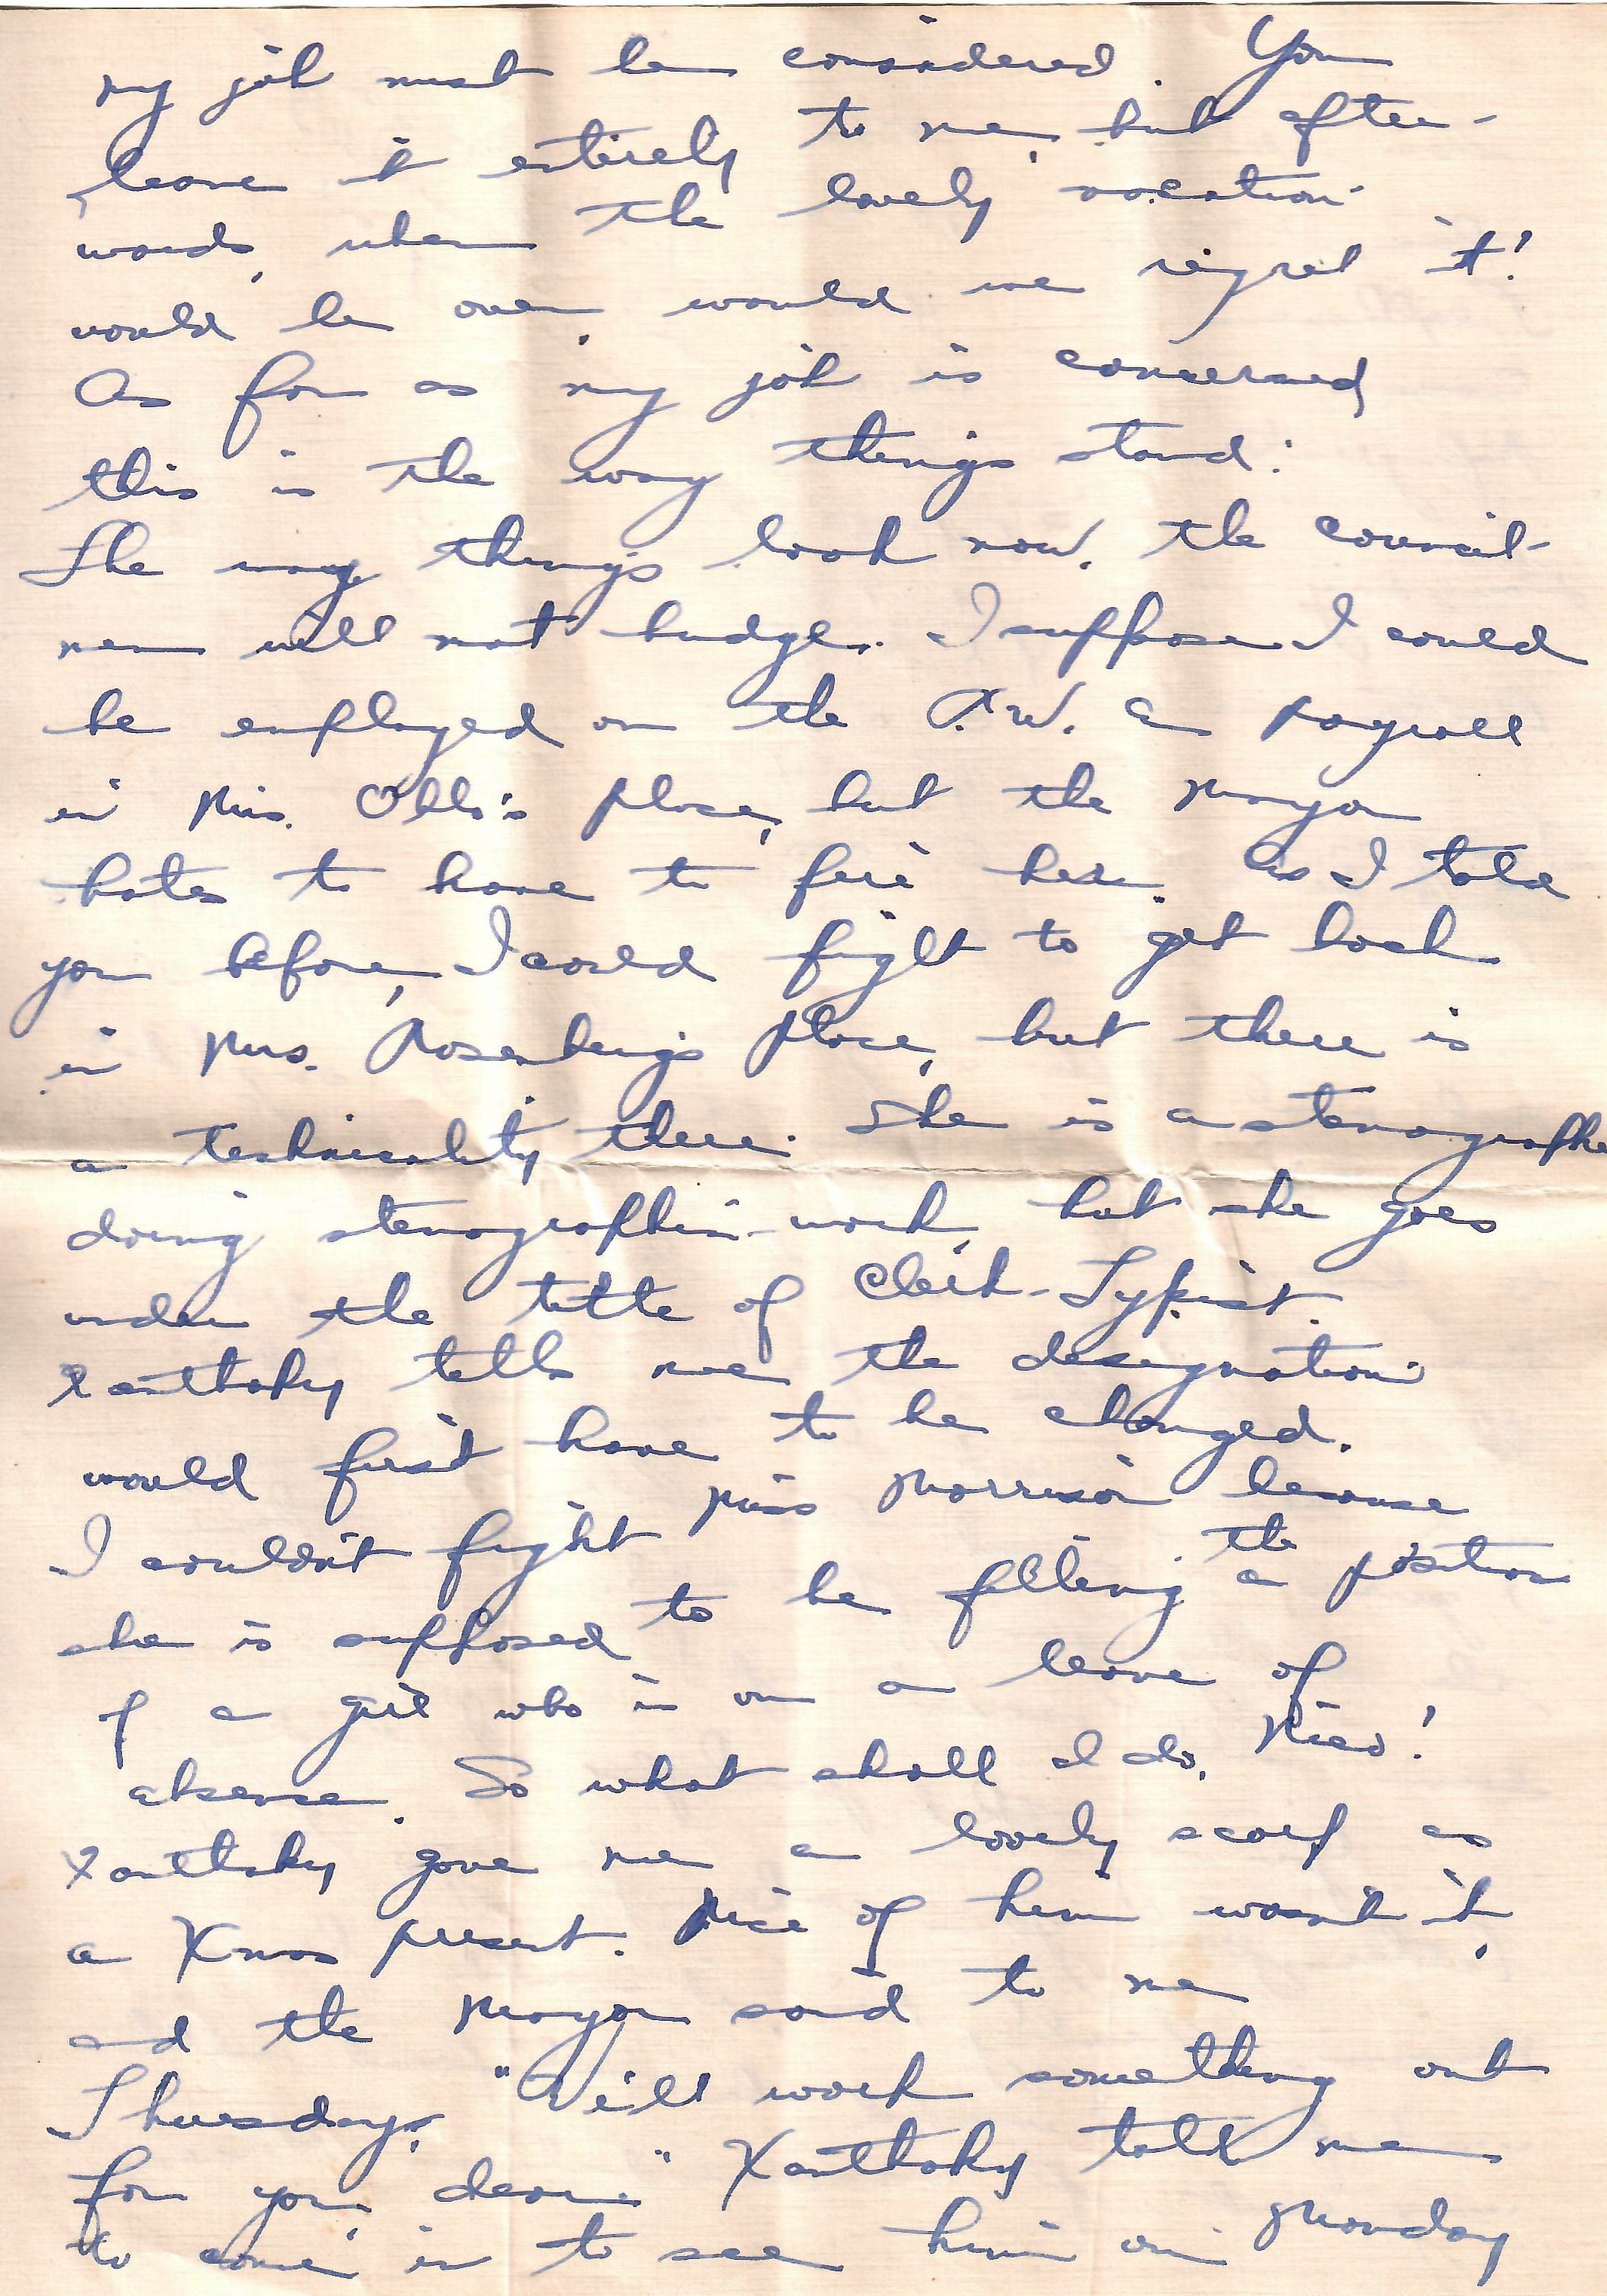 my job must be considered. You
leave it entirely to me, but after-
wards, when the lovely vacation
would be over, would we regret it!
As far as my job is concerned
this is the way things stand:
The way things look now, the council-
men will not budge. I suppose I could
be employed on the P.W.A payroll
in Mrs. place, but the Mayor
hates to have to fire her. As I told
you before, I could fight to get back
in Mrs. Rosenberg's place, but there is
a technicality there. She is a stenographe
doing stenographic work, but she goes
under the title of Clerk-Typist.
Xanthaky tells me the designation
would first have to be changed.
I couldn't fight Miss Morrison because
she is supposed to be filling a the position
of a girl who is on a leave of
absence. So what shall I do,
Xanthaky gave me a lovely scarf as
a Xmas present. Nice of him wasn't it,
and the Mayor said to me
Thursday, "We'll work something out
for you, dear." Xanthaky told me
to come in to see him on Monday